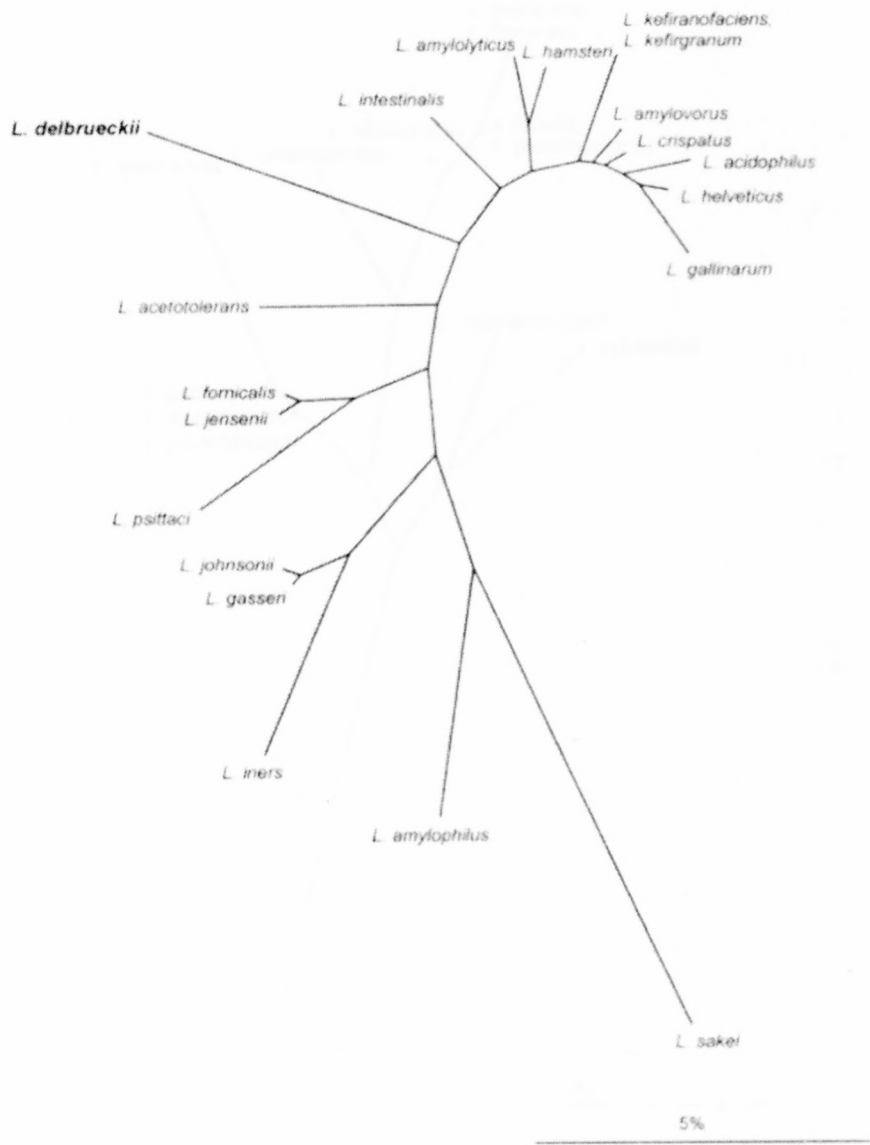 L. kefiranofaciens,
L. kefirgranum
L. amylolyticus
L. hamsteri
L. intestinalis
L. amylovorus
L. delbrueckii
L. crispatus
L. acidophilus
L. helveticus
L. gallinarum
L. acetotolerans
L. fornicalis
L. jensenii
L. psittaci
L. johnsonii
L. gasseri
L. iners
L. amylophilus
L. sakei
5%